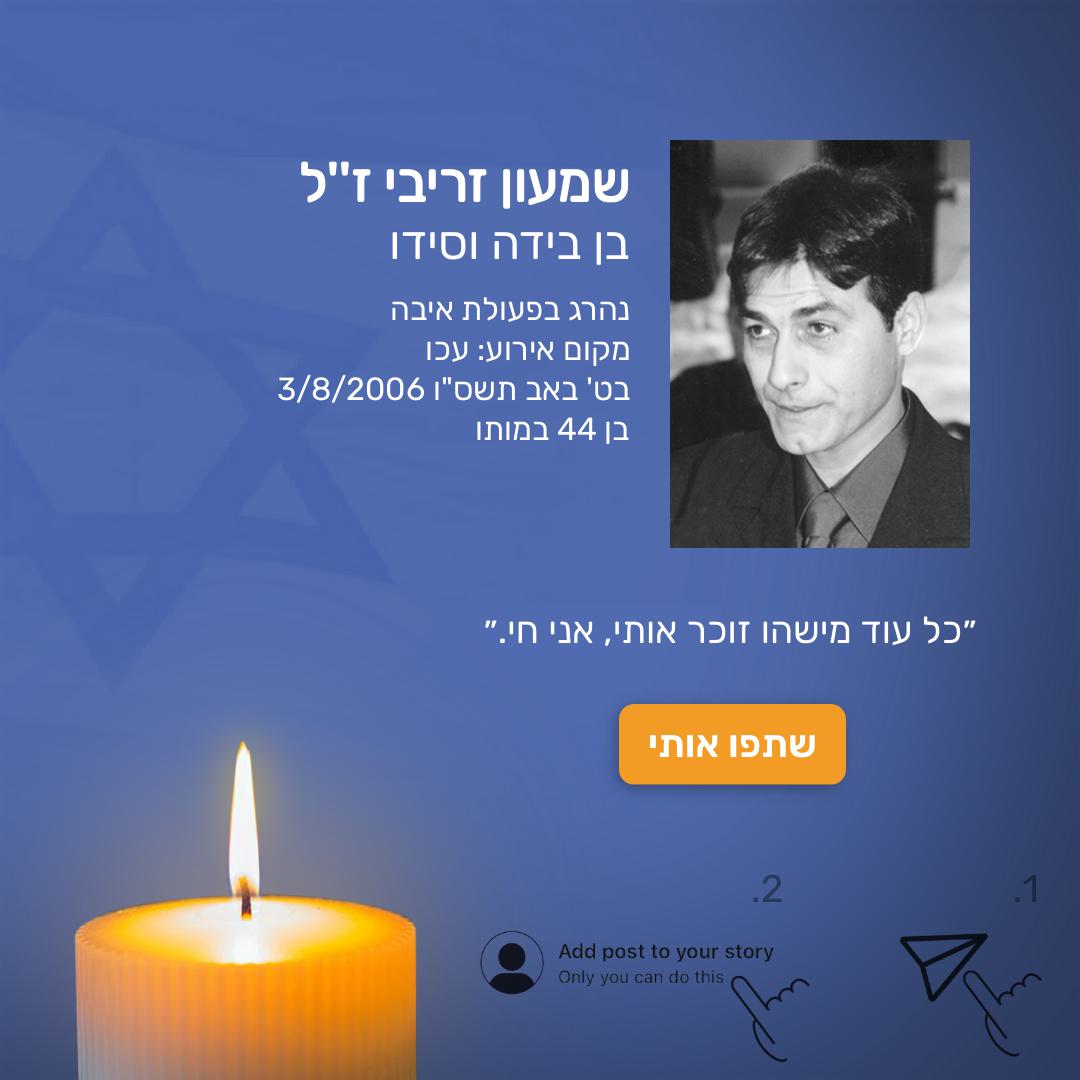 שמעון זריבי ז"ל
בן בידה וסידו
נהרג בפעולת איבה
מקום אירוע: עכו
בט' באב תשס"ו 3/8/2006
בן 44 במותו
״כל עוד מישהו זוכר אותי, אני חי.״
שתפו אותי
1.
2.
Add post to your story
Only you can do this